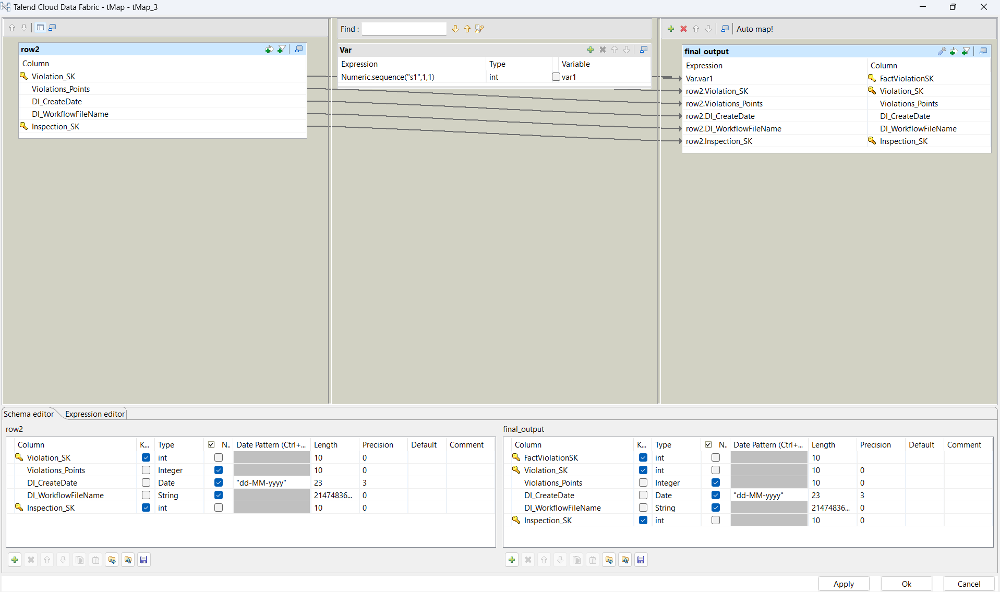 Talend Cloud Data Fabric - tMap - tMap_3
Find :
Auto map!
row2
Column
Violation_SK
Violations_Points
DI_CreateDate
DI_WorkflowFileName
Inspection_SK
Var
Expression Type Variable
Numeric.sequence("s1",1,1) int var1
final_output
Expression Column
Var.var1 FactViolationSK
row2.Violation_SK Violation_SK
row2.Violations_Points Violations_Points
row2.DI_CreateDate DI_CreateDate
row2.DI_WorkflowFileName DI_WorkflowFileName
row2.Inspection_SK Inspection_SK
Schema editor Expression editor
row2
Column K... Type N.. Date Pattern (Ctrl+... Length Precision Default Comment
Violation_SK int 10 0
Violations_Points Integer 10 0
DI_CreateDate Date "dd-MM-yyyy" 23 3
DI_WorkflowFileName String 21474836... 0
Inspection_SK int 10 0
final_output
Column K... Type N.. Date Pattern (Ctrl+... Length Precision Default Comment
FactViolationSK int 10
Violation_SK int 10 0
Violations_Points Integer 10 0
DI_CreateDate Date "dd-MM-yyyy" 23 3
DI_WorkflowFileName String 21474836... 0
Inspection_SK int 10 0
Apply Ok Cancel